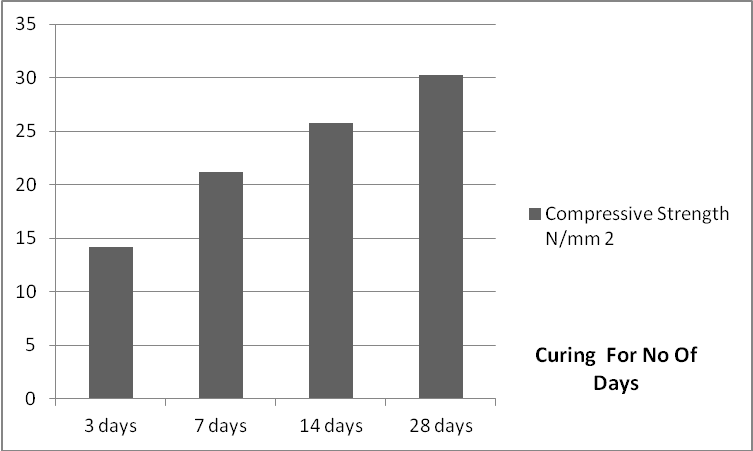 35
30
25
20
15
10
5
0
3 days
7 days
14 days
28 days
Compressive Strength
N/mm 2
Curing  For No Of
Days